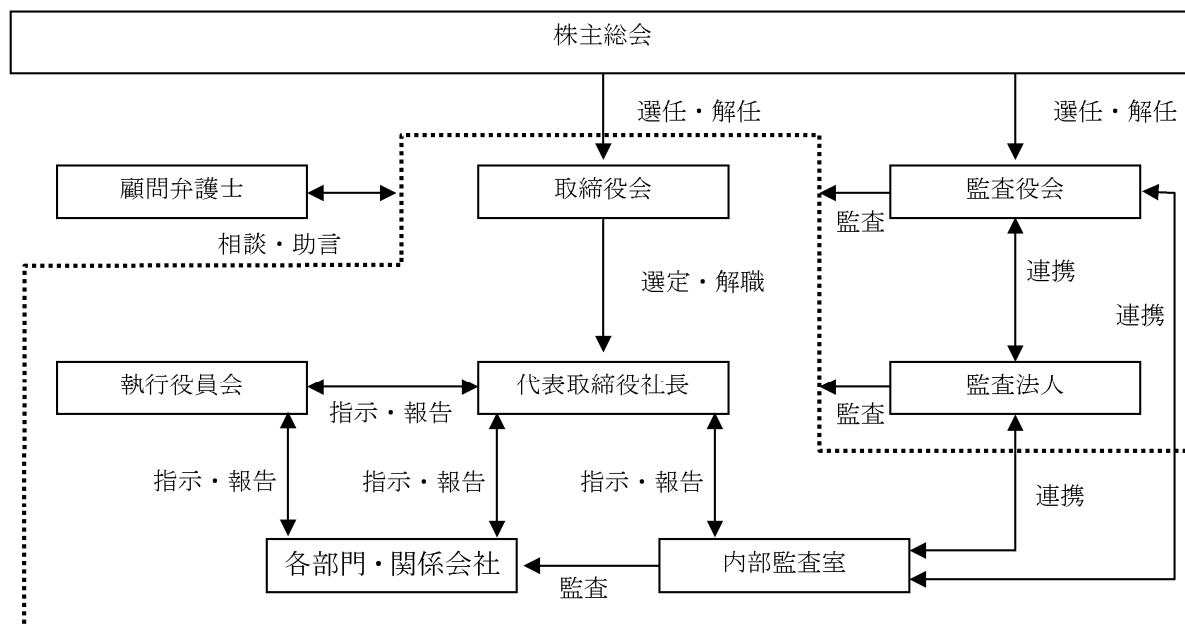 株主総会
選任・解任
選任・解任
顧問弁護士
取締役会
監査役会
監査
相談・助言
連携
選定・解職
連携
執行役員会
代表取締役社長
監査法人
指示・報告
監査
指示・報告
指示・報告
指示・報告
連携
各部門・関係会社
内部監査室
監査